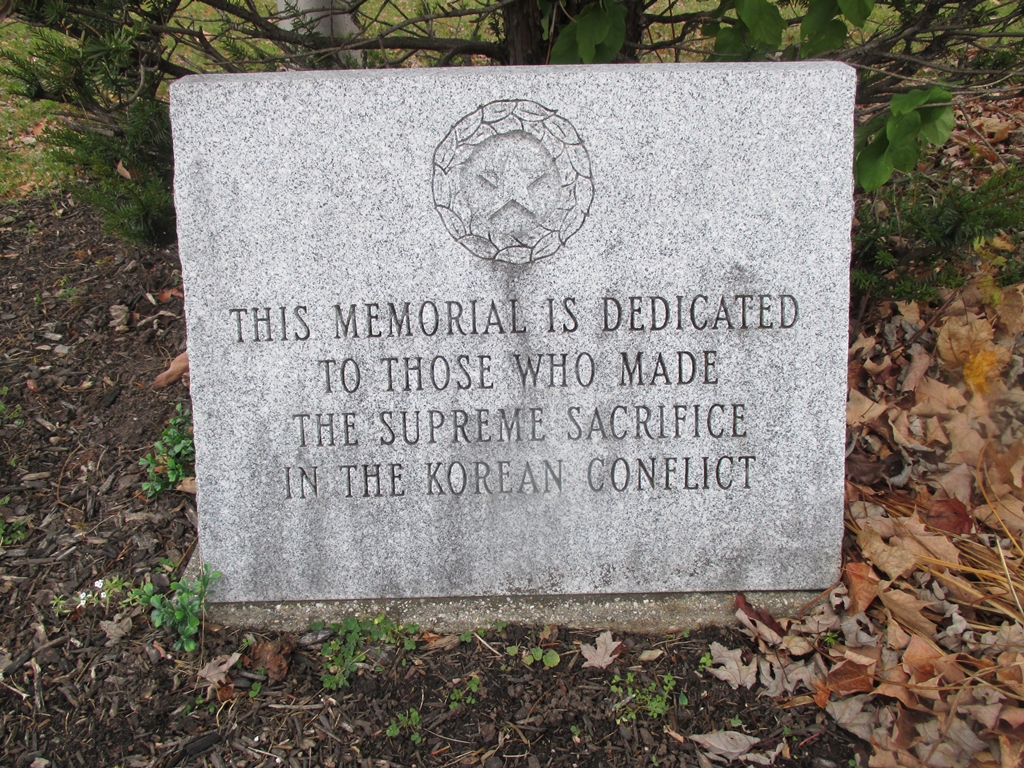 THIS MEMORIAL IS DEDICATED
TO THOSE WHO MADE
THE SUPREME SACRIFICE
IN THE KOREAN CONFLICT